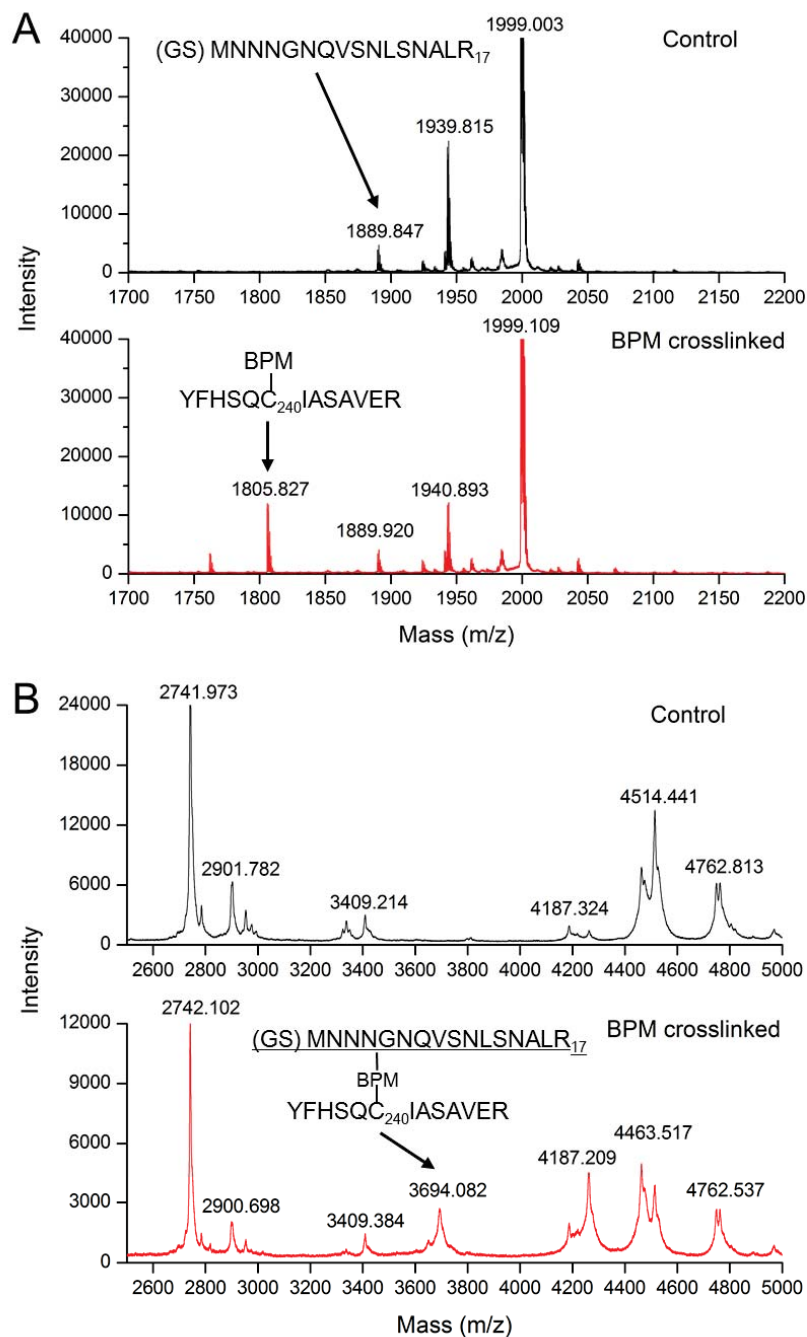 A
1999.003
Control
(GS) MNNNGNQVSNLSNALR17
1939.815
1889.847
40000
30000
20000
10000
0
1700 1750 1800 1850 1900 1950 2000 2050 2100 2150 2200
Intensity
1999.109
BPM crosslinked
BPM
YFHSQC240IASAVER
1805.827
1889.920
1940.893
40000
30000
20000
10000
0
1700 1750 1800 1850 1900 1950 2000 2050 2100 2150 2200
Mass (m/z)
B
2741.973
Control
4514.441
2901.782
3409.214
4187.324
4762.813
24000
18000
12000
6000
0
2600 2800 3000 3200 3400 3600 3800 4000 4200 4400 4600 4800 5000
Intensity
2742.102
(GS) MNNNGNQVSNLSNALR17
BPM crosslinked
BPM
YFHSQC240IASAVER
4463.517
4187.209
3694.082
4762.537
2900.698
3409.384
12000
9000
6000
3000
0
2600 2800 3000 3200 3400 3600 3800 4000 4200 4400 4600 4800 5000
Mass (m/z)